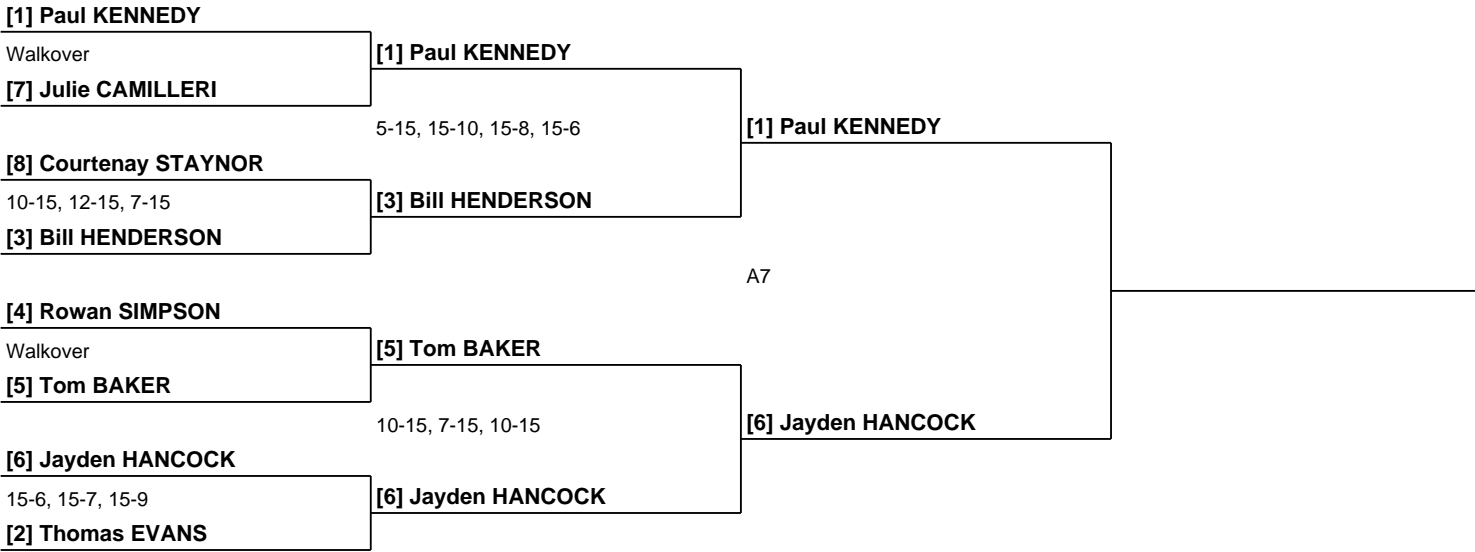 [1] Paul KENNEDY
Walkover
[1] Paul KENNEDY
[7] Julie CAMILLERI
5-15, 15-10, 15-8, 15-6
[1] Paul KENNEDY
[8] Courtenay STAYNOR
10-15, 12-15, 7-15
[3] Bill HENDERSON
[3] Bill HENDERSON
A7
[4] Rowan SIMPSON
Walkover
[5] Tom BAKER
[5] Tom BAKER
10-15, 7-15, 10-15
[6] Jayden HANCOCK
[6] Jayden HANCOCK
15-6, 15-7, 15-9
[6] Jayden HANCOCK
[2] Thomas EVANS